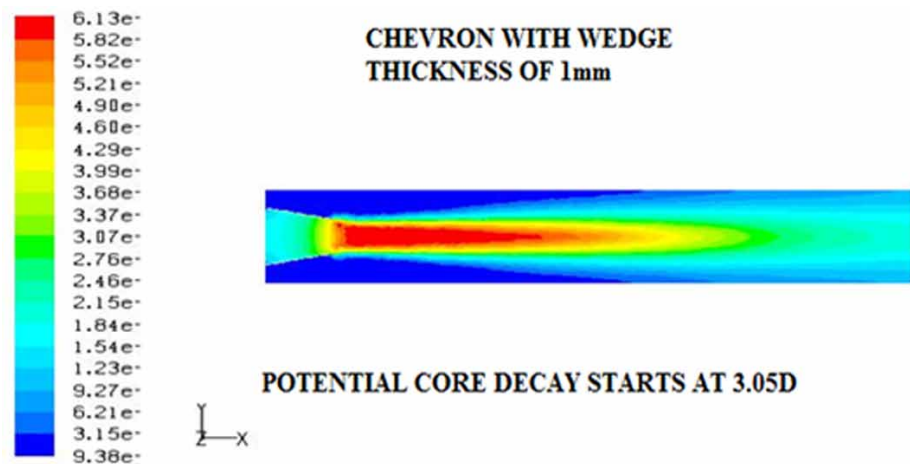 6.13e-
5.82e-
5.52e-
5.21e-
4.90e-
4.60e-
4.29e-
3.99e-
3.68e-
3.37e-
3.07e-
2.76e-
2.46e-
2.15e-
1.84e-
1.54e-
1.23e-
9.27e-
6.21e-
3.15e-
9.38e-
CHEVRON WITH WEDGE
THICKNESS OF 1mm
POTENTIAL CORE DECAY STARTS AT 3.05D
Y
Z X